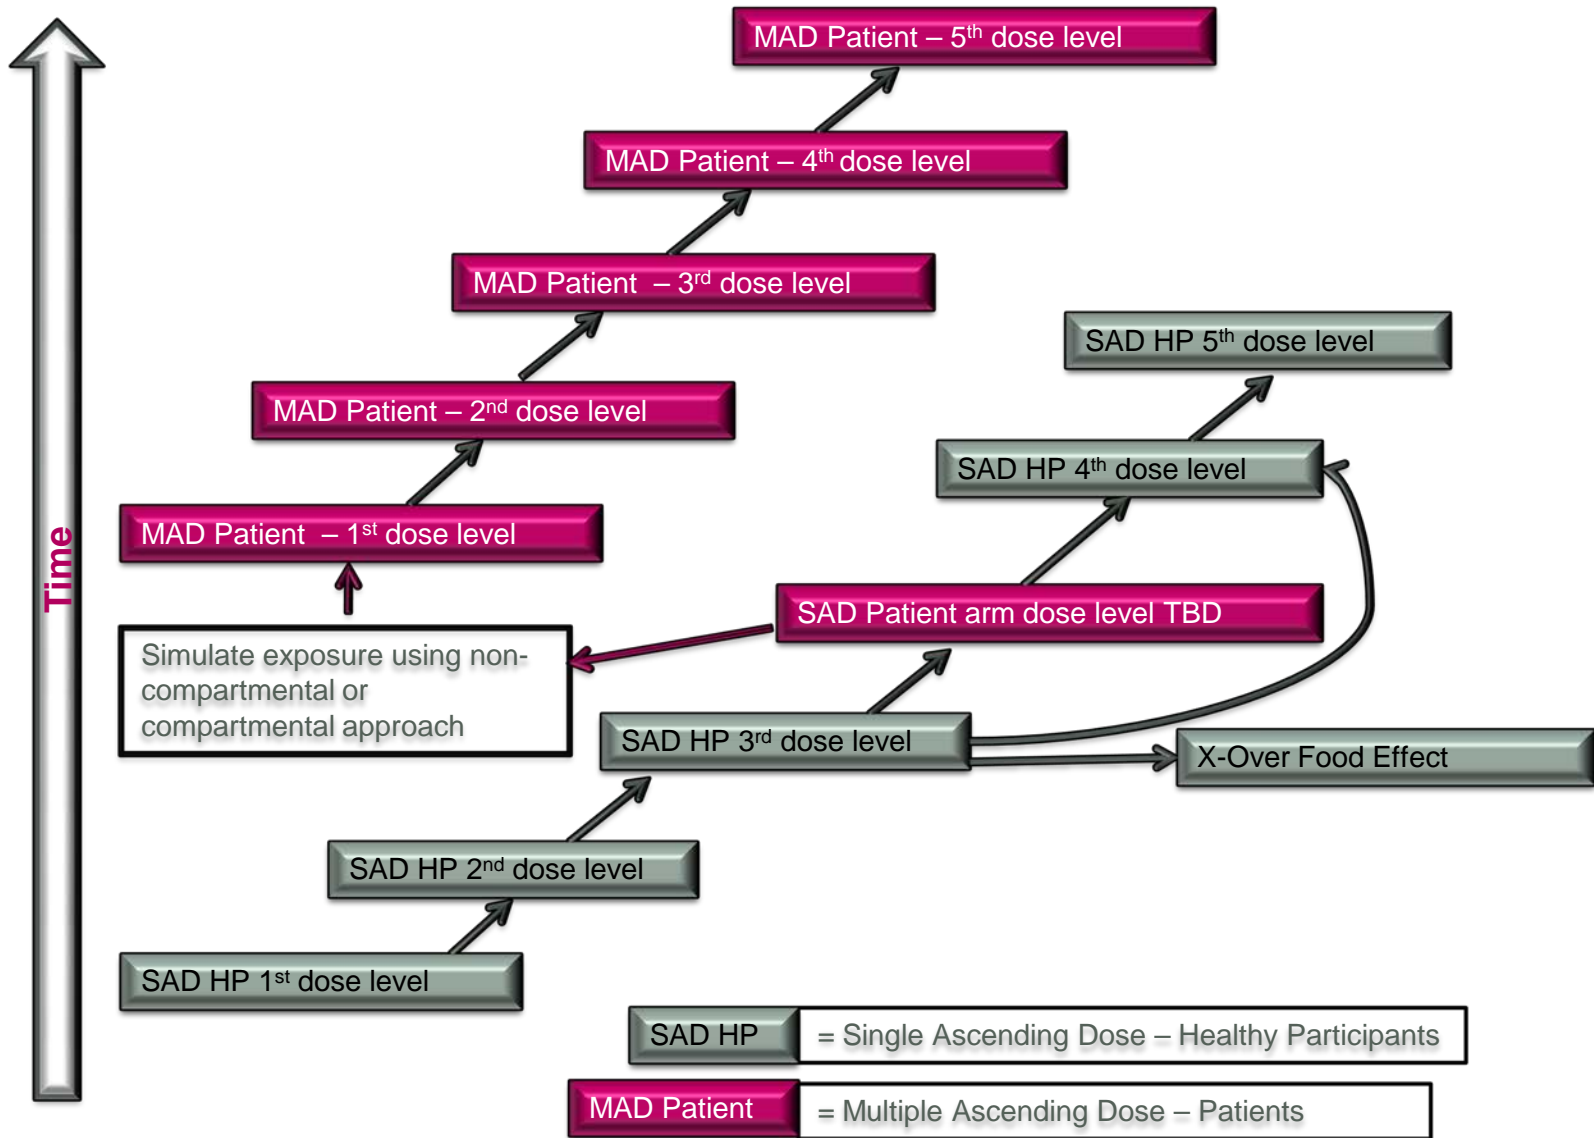 MAD Patient – 5th dose level
MAD Patient – 4th dose level
MAD Patient – 3rd dose level
SAD HP 5th dose level
MAD Patient – 2nd dose level
SAD HP 4th dose level
MAD Patient – 1st dose level
Time
SAD Patient arm dose level TBD
Simulate exposure using non-
compartmental or
compartmental approach
SAD HP 3rd dose level
X-Over Food Effect
SAD HP 2nd dose level
SAD HP 1st dose level
SAD HP = Single Ascending Dose – Healthy Participants
MAD Patient = Multiple Ascending Dose – Patients